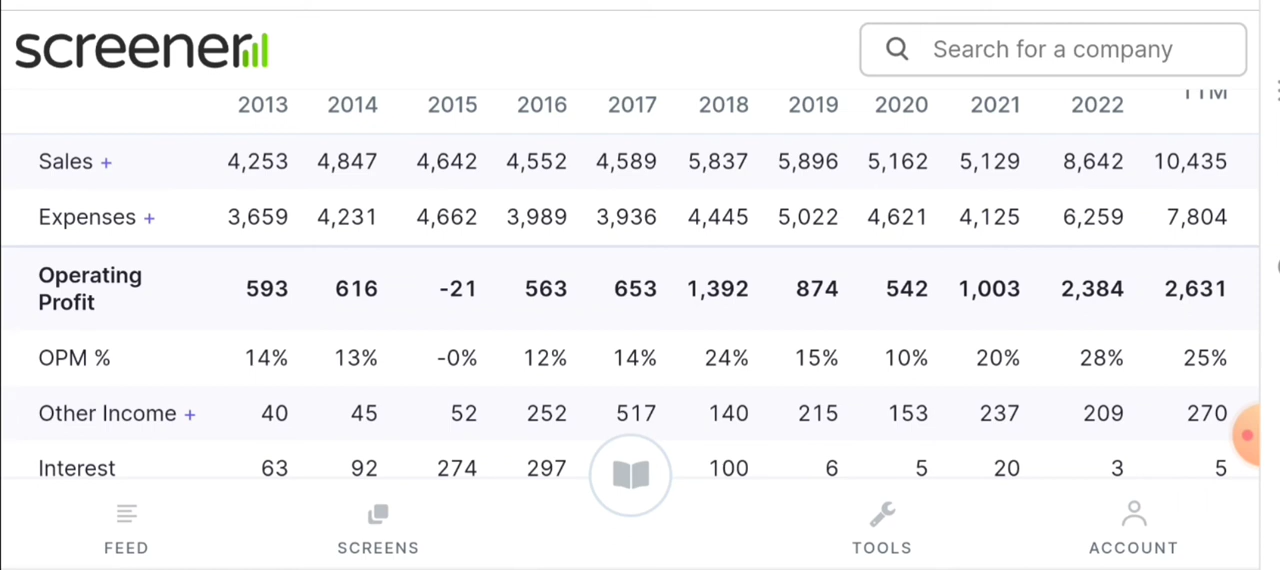 screener
Search for a company
2013 2014 2015 2016 2017 2018 2019 2020 2021 2022 TTM
Sales + 4,253 4,847 4,642 4,552 4,589 5,837 5,896 5,162 5,129 8,642 10,435
Expenses + 3,659 4,231 4,662 3,989 3,936 4,445 5,022 4,621 4,125 6,259 7,804
Operating
Profit 593 616 -21 563 653 1,392 874 542 1,003 2,384 2,631
OPM % 14% 13% -0% 12% 14% 24% 15% 10% 20% 28% 25%
Other Income + 40 45 52 252 517 140 215 153 237 209 270
Interest 63 92 274 297 100 6 5 20 3 5
FEED SCREENS TOOLS ACCOUNT